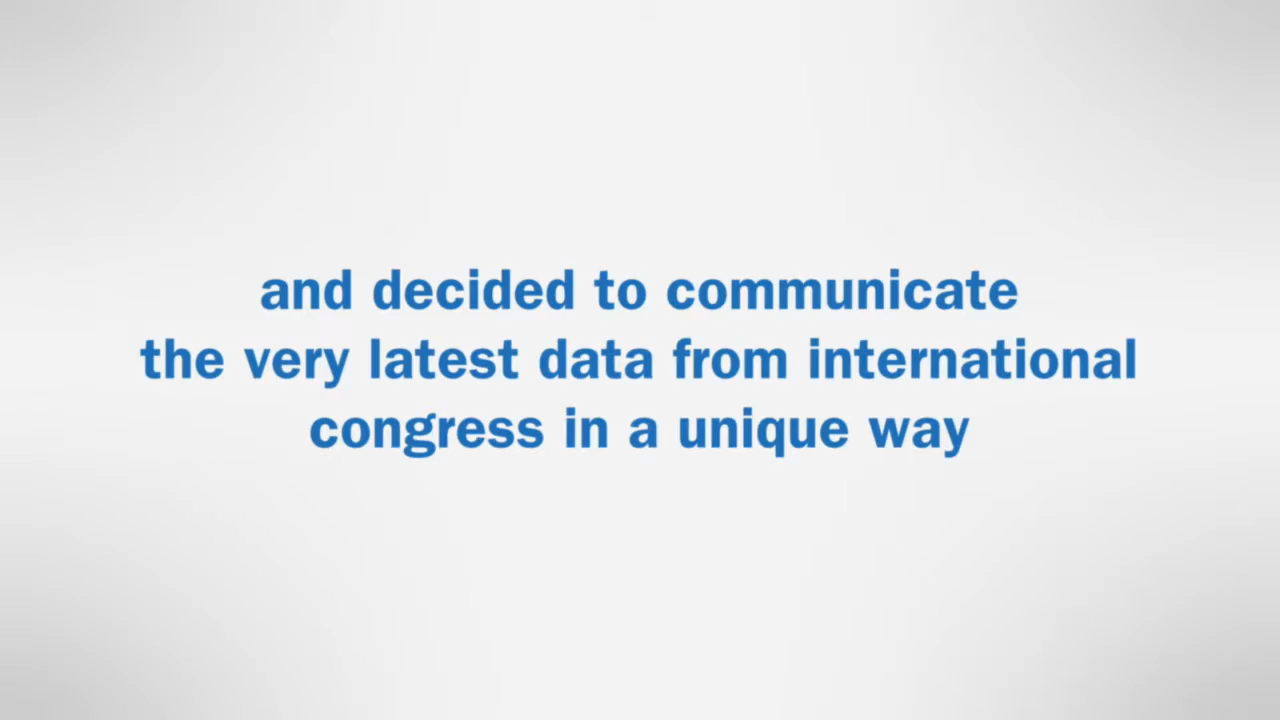 and decided to communicate
the very latest data from international
congress in a unique way